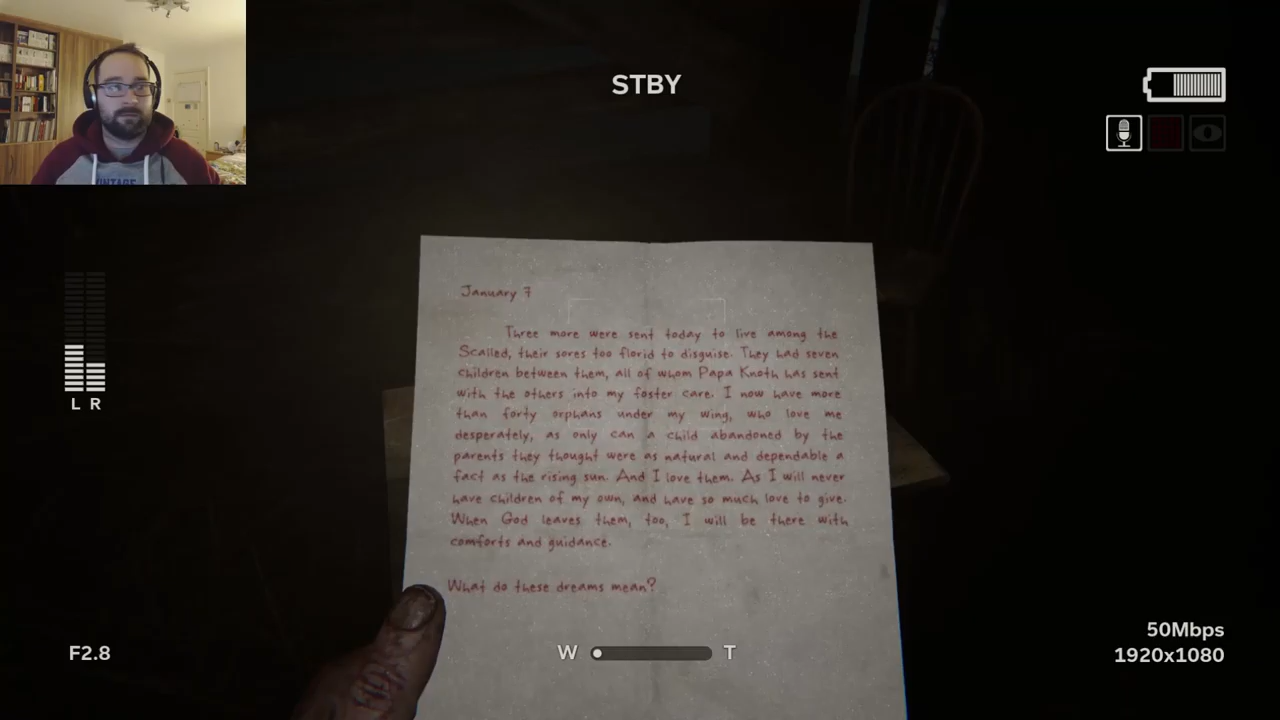 VINTAGE
STBY
L R
January 7
Three more were sent today to live among the
Scalled, their sores too florid to disguise. They had seven
children between them, all of whom Papa Knoth has sent
with the others into my foster care. I now have more
than forty orphans under my wing, who love me
desperately, as only can a child abandoned by the
parents they thought were as natural and dependable a
fact as the rising sun. And I love them. As I will never
have children of my own, and have so much love to give.
When God leaves them, too, I will be there with
comforts and guidance.
What do these dreams mean?
F2.8
W T
50Mbps
1920x1080